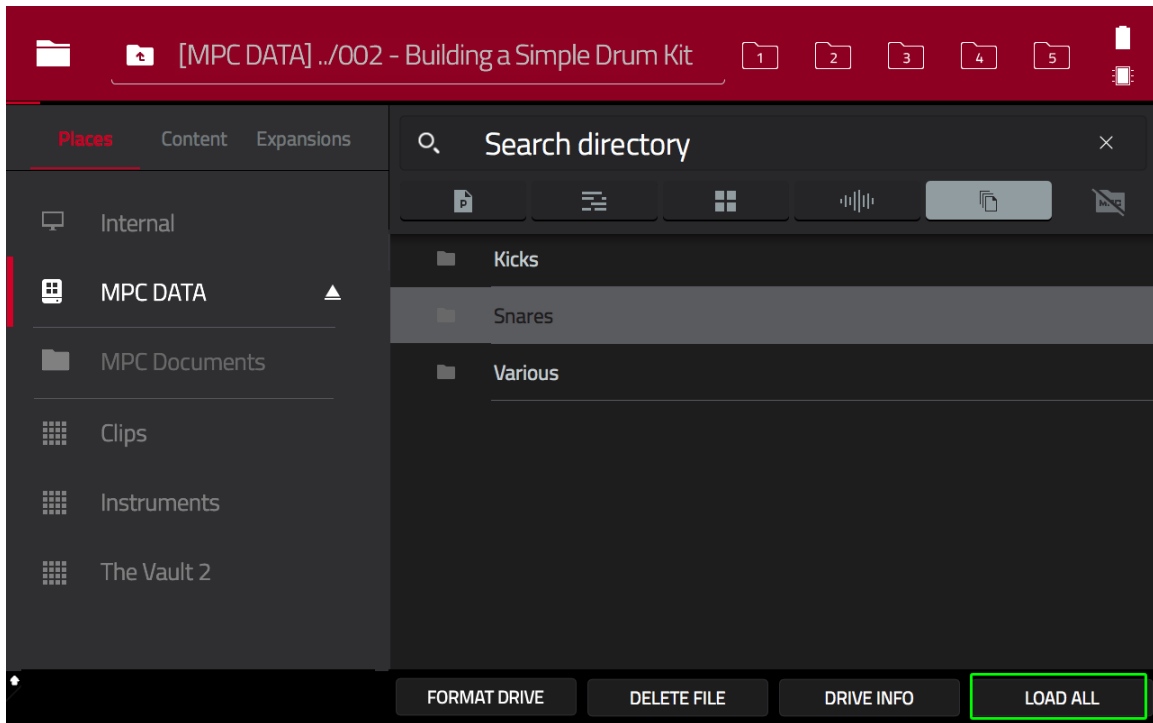 [MPC DATA] ../002 - Building a Simple Drum Kit
1 2 3 4 5
Places Content Expansions
Search directory
P
MPC
Internal
MPC DATA
MPC Documents
Clips
Instruments
The Vault 2
Kicks
Snares
Various
FORMAT DRIVE DELETE FILE DRIVE INFO LOAD ALL